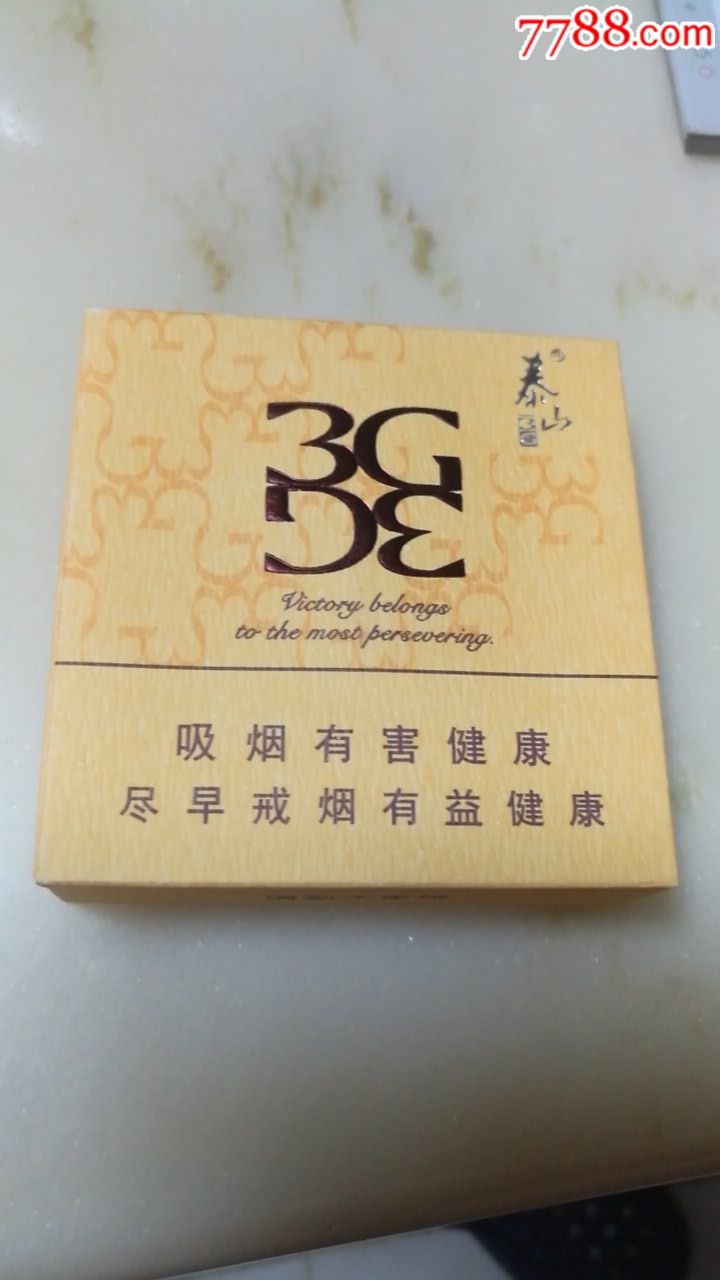 7788.com
泰山
3G
3G
Victory belongs
to the most persevering.
吸烟有害健康
尽早戒烟有益健康